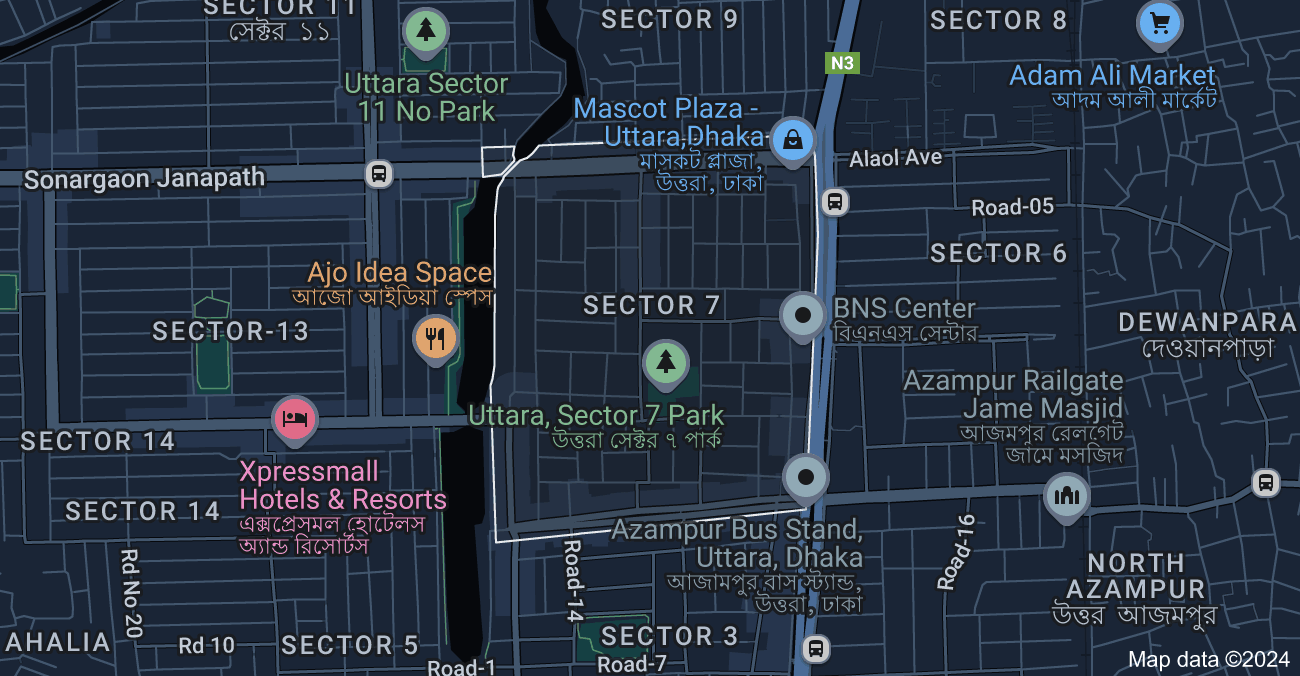 SECTOR 11
সেক্টর ১১
SECTOR 9
SECTOR 8
N3
Uttara Sector
11 No Park
Adam Ali Market
আদম আলী মার্কেট
Mascot Plaza -
Uttara,Dhaka
মাসকট প্লাজা,
উত্তরা, ঢাকা
Alaol Ave
Sonargaon Janapath
Road-05
SECTOR 6
Ajo Idea Space
আজো আইডিয়া স্পেস
SECTOR 7
BNS Center
বিএনএস সেন্টার
SECTOR-13
DEWANPARA
দেওয়ানপাড়া
Azampur Railgate
Jame Masjid
আজমপুর রেলগেট
জামে মসজিদ
Uttara, Sector 7 Park
উত্তরা সেক্টর ৭ পার্ক
SECTOR 14
Xpressmall
Hotels & Resorts
এক্সপ্রেসমল হোটেলস
অ্যান্ড রিসোর্টস
SECTOR 14
Azampur Bus Stand,
Uttara, Dhaka
আজামপুর বাস স্ট্যান্ড,
উত্তরা, ঢাকা
Road-16
Rd No 20
Road-14
NORTH
AZAMPUR
উত্তর আজমপুর
AHALIA
Rd 10
SECTOR 5
SECTOR 3
Road-1
Road-7
Map data ©2024